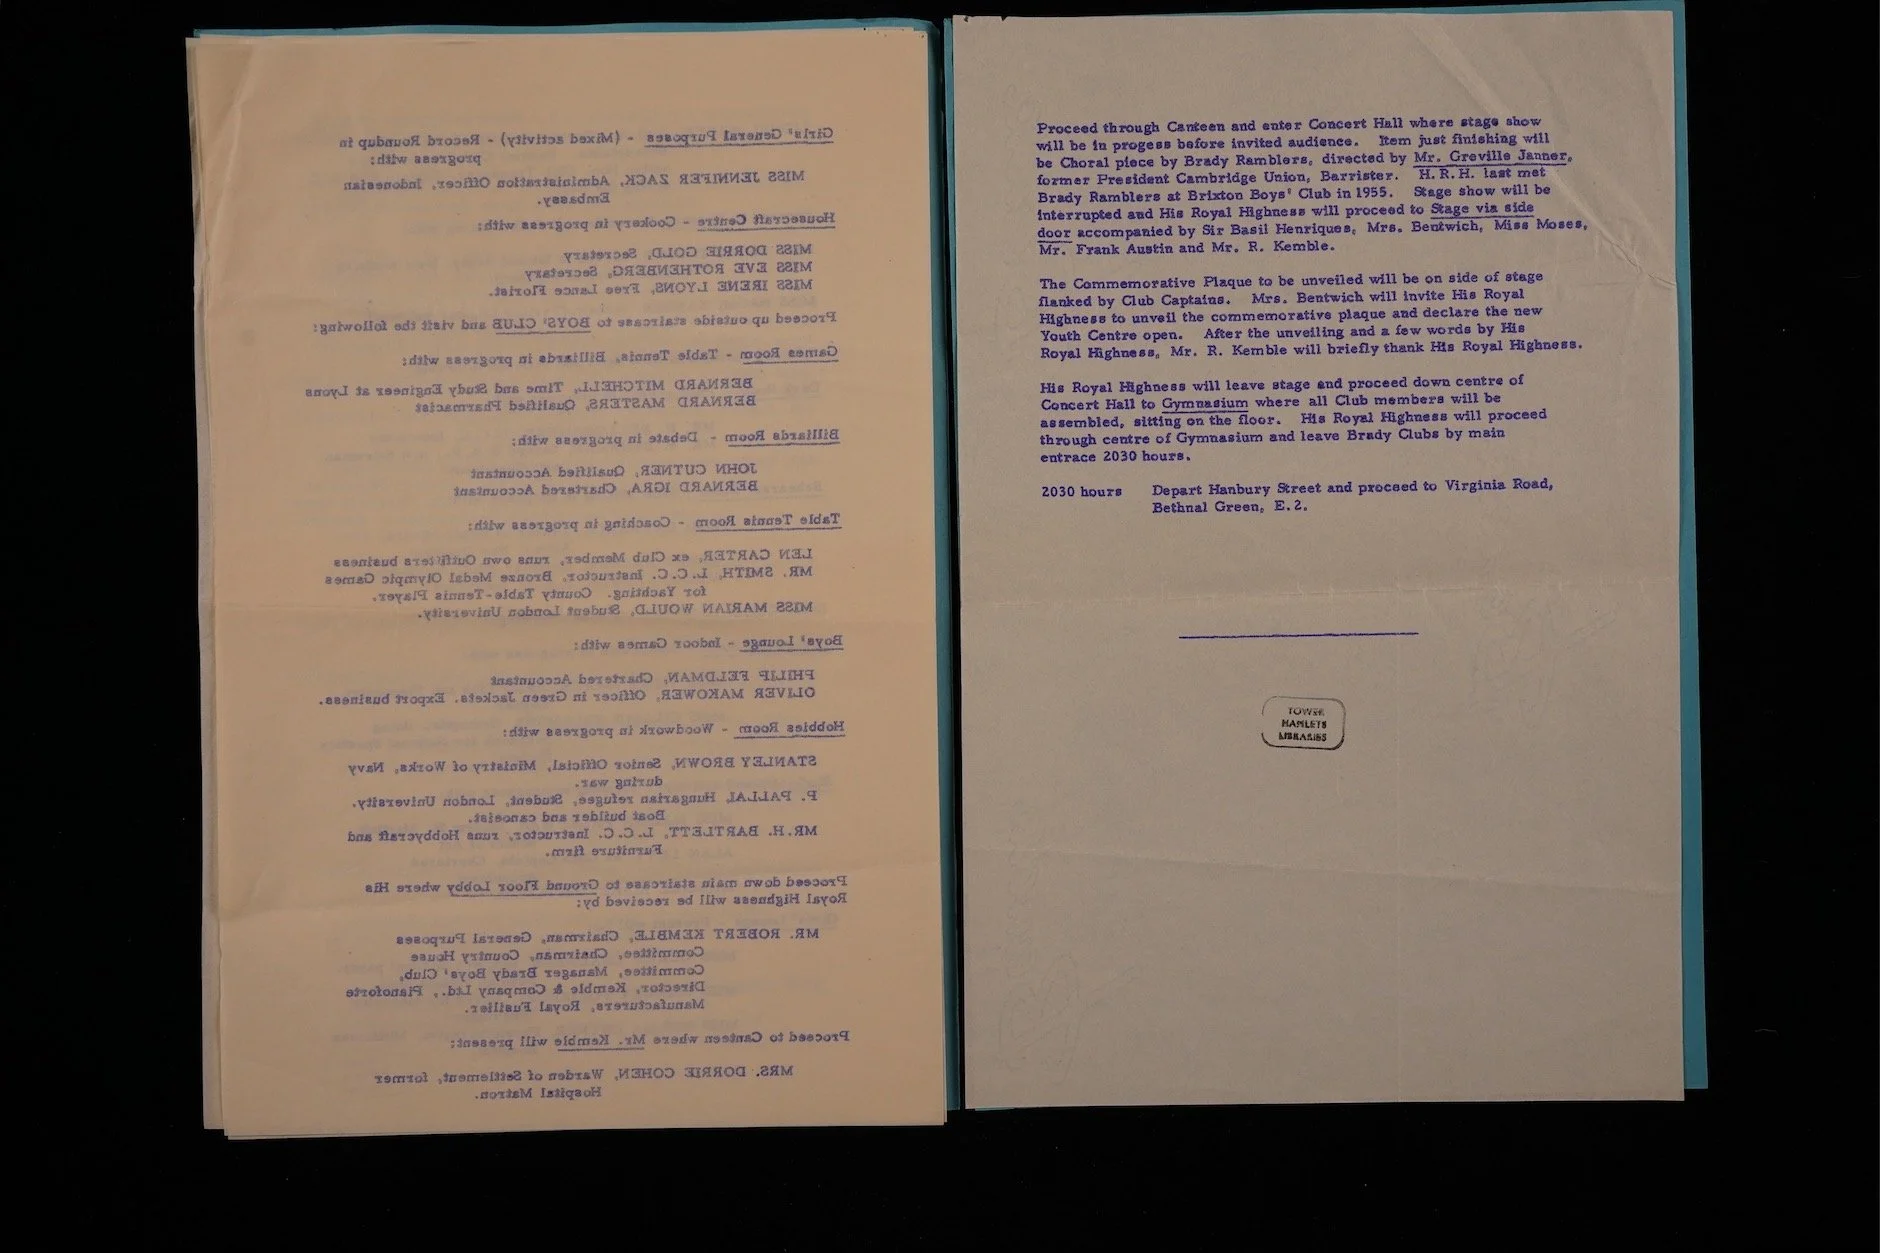 Girls' General Purposes - (Mixed activity) - Record Roundup in
progress with:
MISS JENNIFER ZACK, Administration Officer, Indonesian
Embassy.
Housecraft Centre - Cookery in progress with:
MISS DORRIE GOLD, Secretary
MISS EVE ROTHENBERG, Secretary
MISS IRENE LYONS, Free Lance Florist.
Proceed up outside staircase to BOYS' CLUB and visit the following:
Games Room - Table Tennis, Billiards in progress with:
BERNARD MITCHELL, Time and Study Engineer at Lyons
BERNARD MASTERS, Qualified Pharmacist
Billiards Room - Debate in progress with:
JOHN CUTNER, Qualified Accountant
BERNARD IGRA, Chartered Accountant
Table Tennis Room - Coaching in progress with:
LEN CARTER, ex Club Member, runs own Outfitters business
MR. SMITH, L.C.C. Instructor, Bronze Medal Olympic Games
for Yachting. County Table-Tennis Player.
MISS MARIAN WOULD, Student London University.
Boys' Lounge - Indoor Games with:
PHILIP FELDMAN, Chartered Accountant
OLIVER MAKOWER, Officer in Green Jackets. Export business.
Hobbies Room - Woodwork in progress with:
STANLEY BROWN, Senior Official, Ministry of Works, Navy
during war.
P. PALLAI, Hungarian refugee, Student, London University.
Boat builder and canoeist.
MR.H. BARTLETT, L.C.C. Instructor, runs Hobbycraft and
Furniture firm.
Proceed down main staircase to Ground Floor Lobby where His
Royal Highness will be received by:
MR. ROBERT KEMBLE, Chairman, General Purposes
Committee, Chairman, Country House
Committee, Manager Brady Boys' Club,
Director, Kemble & Company Ltd., Pianoforte
Manufacturers, Royal Fusilier.
Proceed to Canteen where Mr. Kemble will present:
MRS. DORRIE COHEN, Warden of Settlement, former
Hospital Matron.
Proceed through Canteen and enter Concert Hall where stage show
will be in progess before invited audience. Item just finishing will
be Choral piece by Brady Ramblers, directed by Mr. Greville Janner,
former President Cambridge Union, Barrister. H.R.H. last met
Brady Ramblers at Brixton Boys' Club in 1955. Stage show will be
interrupted and His Royal Highness will proceed to Stage via side
door accompanied by Sir Basil Henriques, Mrs. Bentwich, Miss Moses,
Mr. Frank Austin and Mr. R. Kemble.
The Commemorative Plaque to be unveiled will be on side of stage
flanked by Club Captains. Mrs. Bentwich will invite His Royal
Highness to unveil the commemorative plaque and declare the new
Youth Centre open. After the unveiling and a few words by His
Royal Highness, Mr. R. Kemble will briefly thank His Royal Highness.
His Royal Highness will leave stage and proceed down centre of
Concert Hall to Gymnasium where all Club members will be
assembled, sitting on the floor. His Royal Highness will proceed
through centre of Gymnasium and leave Brady Clubs by main
entrace 2030 hours.
2030 hours Depart Hanbury Street and proceed to Virginia Road,
Bethnal Green, E.2.
TOWER
HAMLETS
LIBRARIES